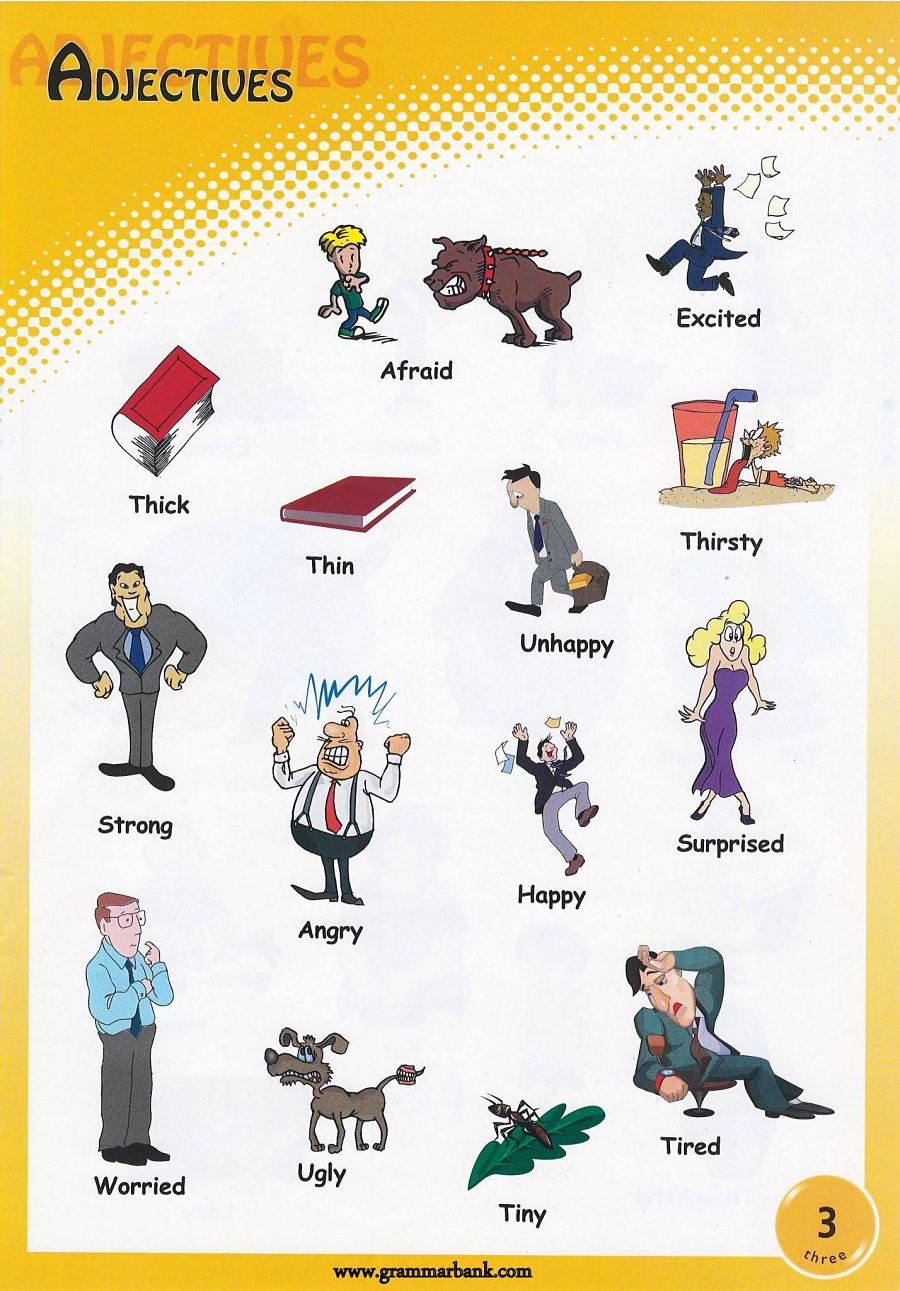 ADJECTIVES
ADJECTIVES
Excited
Afraid
Thick
Thin
Thirsty
Unhappy
Strong
Surprised
Happy
Angry
Worried
Ugly
Tiny
Tired
3
three
www.grammarbank.com